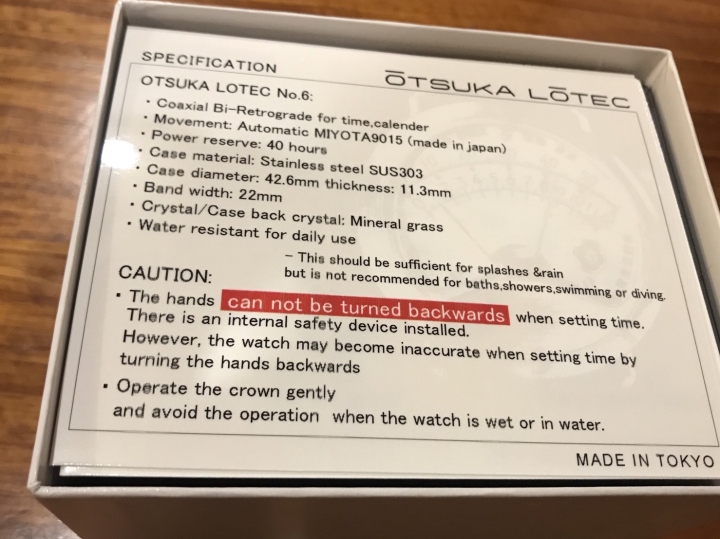 SPECIFICATION
ŌTSUKA LŌTEC
OTSUKA LOTEC No.6:
・Coaxial Bi-Retrograde for time,calender
・Movement: Automatic MIYOTA9015 (made in japan)
・Power reserve: 40 hours
・Case material: Stainless steel SUS303
・Case diameter: 42.6mm thickness: 11.3mm
・Band width: 22mm
・Crystal/Case back crystal: Mineral grass
・Water resistant for daily use
- This should be sufficient for splashes &rain
but is not recommended for baths,showers,swimming or diving.
CAUTION:
・The hands can not be turned backwards when setting time.
There is an internal safety device installed.
However, the watch may become inaccurate when setting time by
turning the hands backwards
・Operate the crown gently
and avoid the operation when the watch is wet or in water.
MADE IN TOKYO